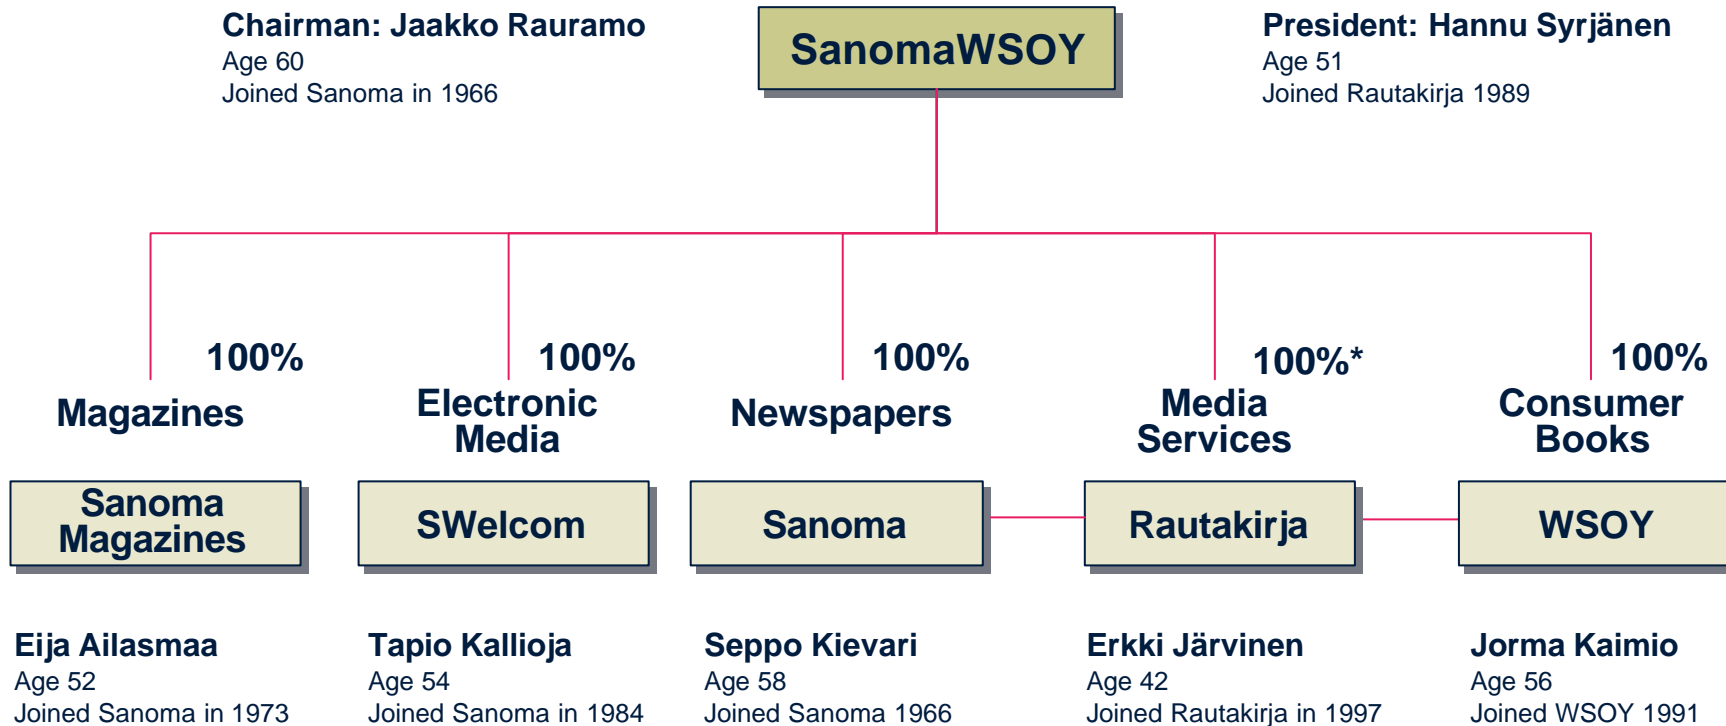 Chairman: Jaakko Rauramo
Age 60
Joined Sanoma in 1966
SanomaWSOY
President: Hannu Syrjänen
Age 51
Joined Rautakirja 1989
100%
Magazines
Sanoma
Magazines
Eija Ailasmaa
Age 52
Joined Sanoma in 1973
100%
Electronic
Media
SWelcom
Tapio Kallioja
Age 54
Joined Sanoma in 1984
100%
Newspapers
Sanoma
Seppo Kievari
Age 58
Joined Sanoma 1966
100%*
Media
Services
Rautakirja
Erkki Järvinen
Age 42
Joined Rautakirja in 1997
100%
Consumer
Books
WSOY
Jorma Kaimio
Age 56
Joined WSOY 1991